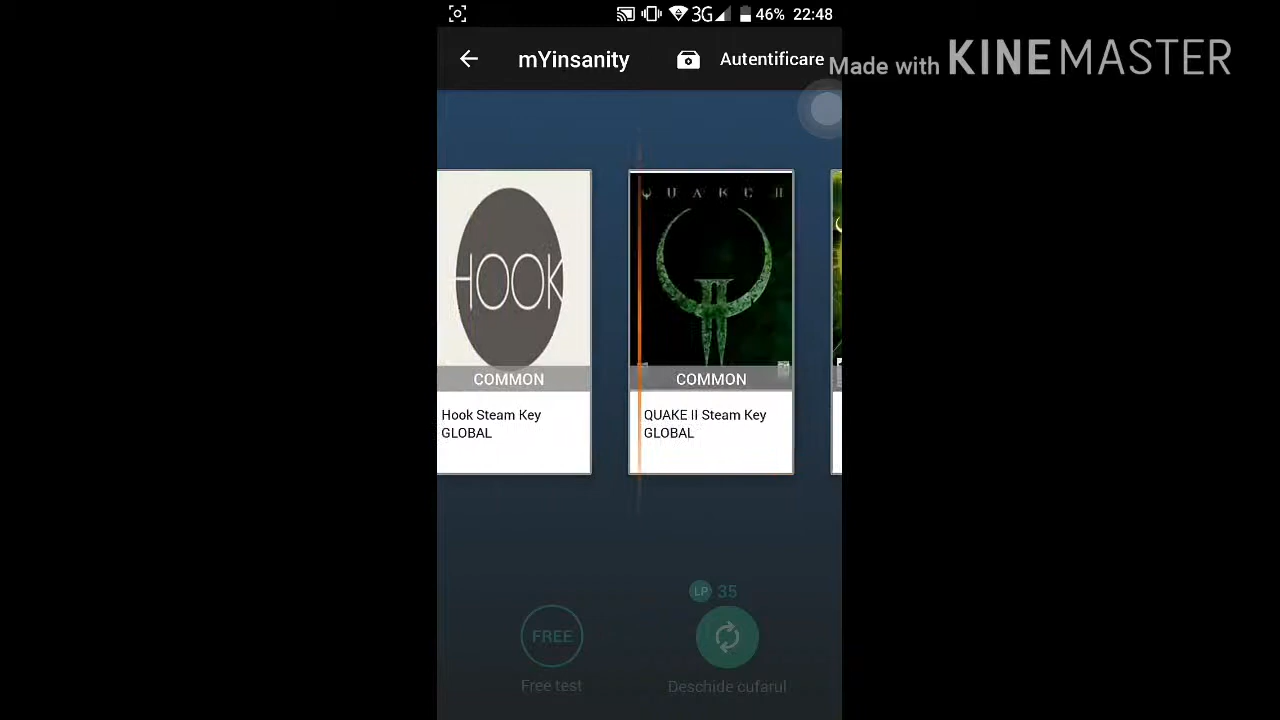 3G 46% 22:48
mYinsanity Autentificare
Made with KINEMASTER
HOOK
QUAKE II
COMMON
COMMON
Hook Steam Key
GLOBAL
QUAKE II Steam Key
GLOBAL
LP 35
FREE
Free test
Deschide cufarul